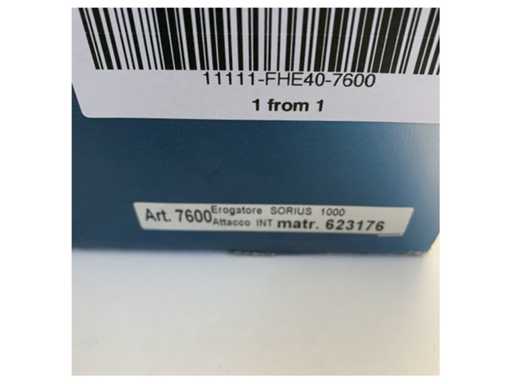 11111-FHE40-7600
1 from 1
Art. 7600 Erogatore SORIUS 1000
Attacco INT matr. 623176